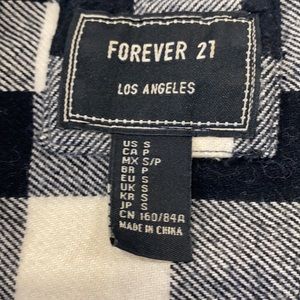 FOREVER 21
LOS ANGELES
US S
CA P
MX S/P
BR P
EU S
UK S
KR S
JP S
CN 160/84A
MADE IN CHINA